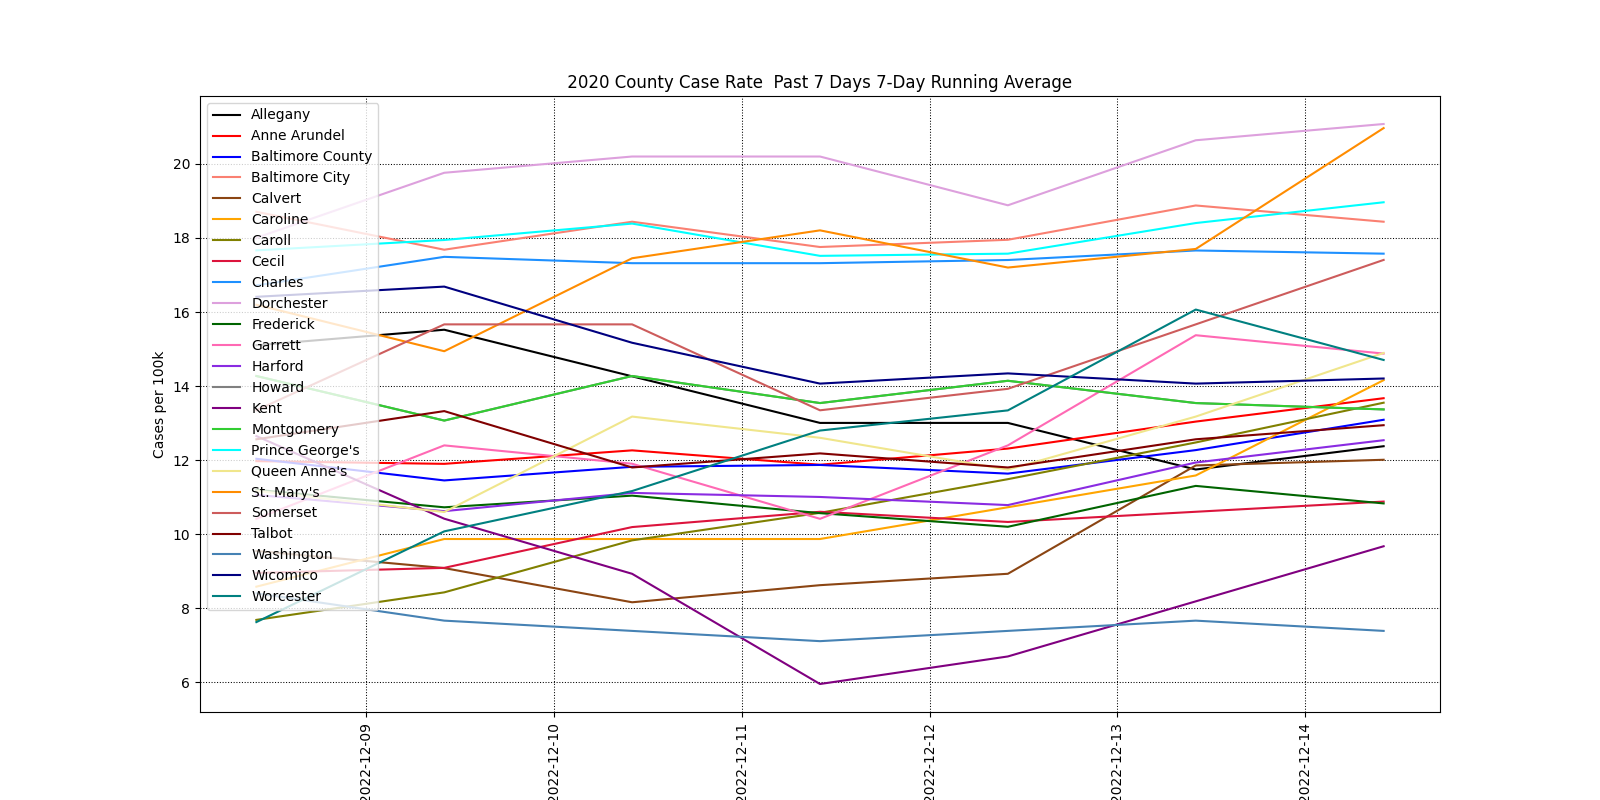 2020 County Case Rate  Past 7 Days 7-Day Running Average
Cases per 100k
20
18
16
14
12
10
8
6
Allegany
Anne Arundel
Baltimore County
Baltimore City
Calvert
Caroline
Caroll
Cecil
Charles
Dorchester
Frederick
Garrett
Harford
Howard
Kent
Montgomery
Prince George's
Queen Anne's
St. Mary's
Somerset
Talbot
Washington
Wicomico
Worcester
2022-12-09
2022-12-10
2022-12-11
2022-12-12
2022-12-13
2022-12-14